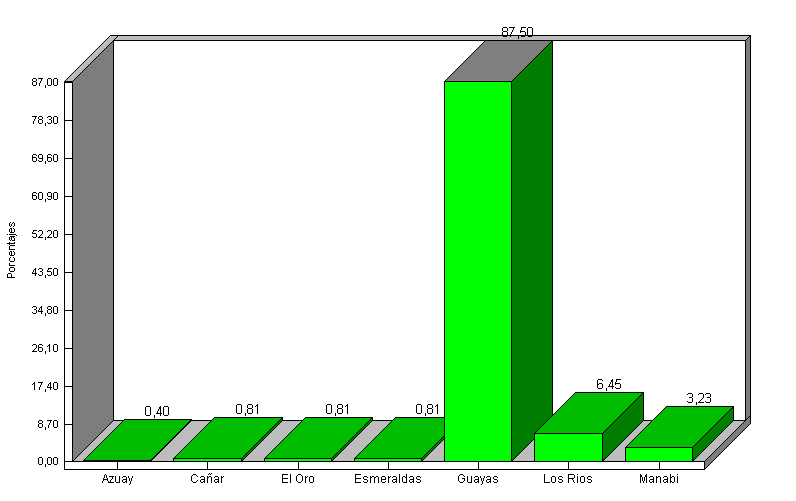 87,50
87,00
78,30
69,60
60,90
52,20
43,50
34,80
26,10
17,40
8,70
0,00
Porcentajes
0,40
0,81
0,81
0,81
6,45
3,23
Azuay
Cañar
El Oro
Esmeraldas
Guayas
Los Rios
Manabi